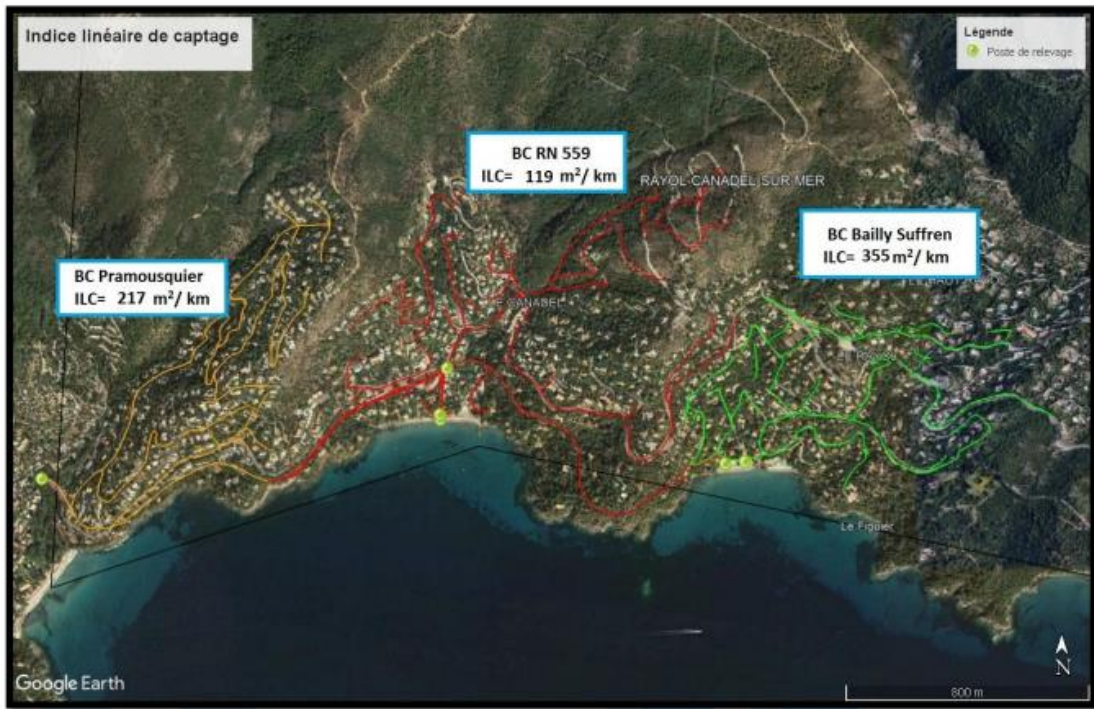 Indice linéaire de captage
Légende
Poste de relevage
BC RN 559
ILC= 119 m²/ km
RAYOL-CANADEL-SUR-MER
BC Bailly Suffren
ILC= 355 m²/ km
BC Pramousquier
ILC= 217 m²/ km
LE CANADEL
Le Figuier
N
Google Earth
800 m